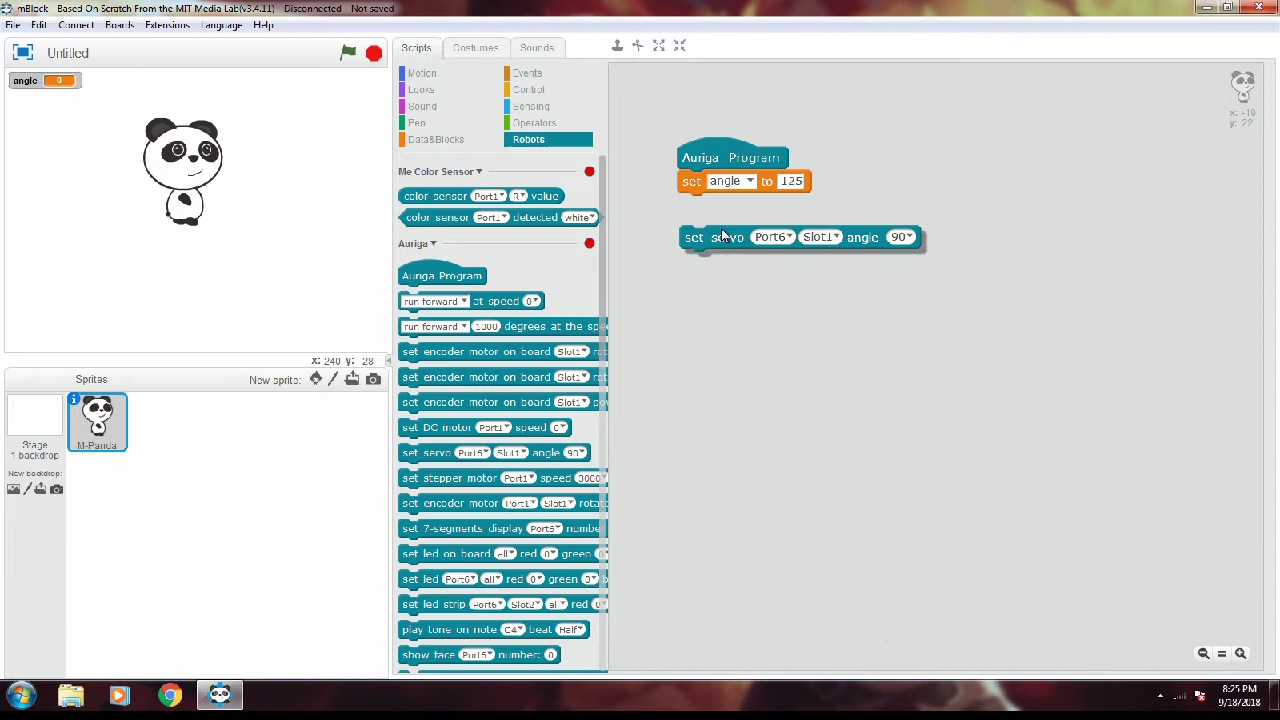 mBlock - Based On Scratch From the MIT Media Lab(v3.4.11) - Disconnected - Not saved
File Edit Connect Boards Extensions Language Help
Untitled
angle 0
x: 240 y: 28
Sprites New sprite:
Stage
1 backdrop
New backdrop:
M-Panda
Scripts Costumes Sounds
Motion Events
Looks Control
Sound Sensing
Pen Operators
Data&Blocks Robots
Me Color Sensor
color sensor Port1 R value
color sensor Port1 detected white
Auriga
Auriga Program
run forward at speed 0
run forward 1000 degrees at the spe
set encoder motor on board Slot1
set encoder motor on board Slot1
set encoder motor on board Slot1
set DC motor Port1 speed 0
set servo Port6 Slot1 angle 90
set stepper motor Port1 speed 3000
set encoder motor Port1 Slot1 rota
set 7-segments display Port6 numbe
set led on board all red 0 green 0
set led Port6 all red 0 green 0
set led strip Port6 Slot2 all red 0
play tone on note C4 beat Half
show face Port6 number: 0
Auriga Program
set angle to 125
set servo Port6 Slot1 angle 90
x: -19
y: 22
8:25 PM
9/18/2018